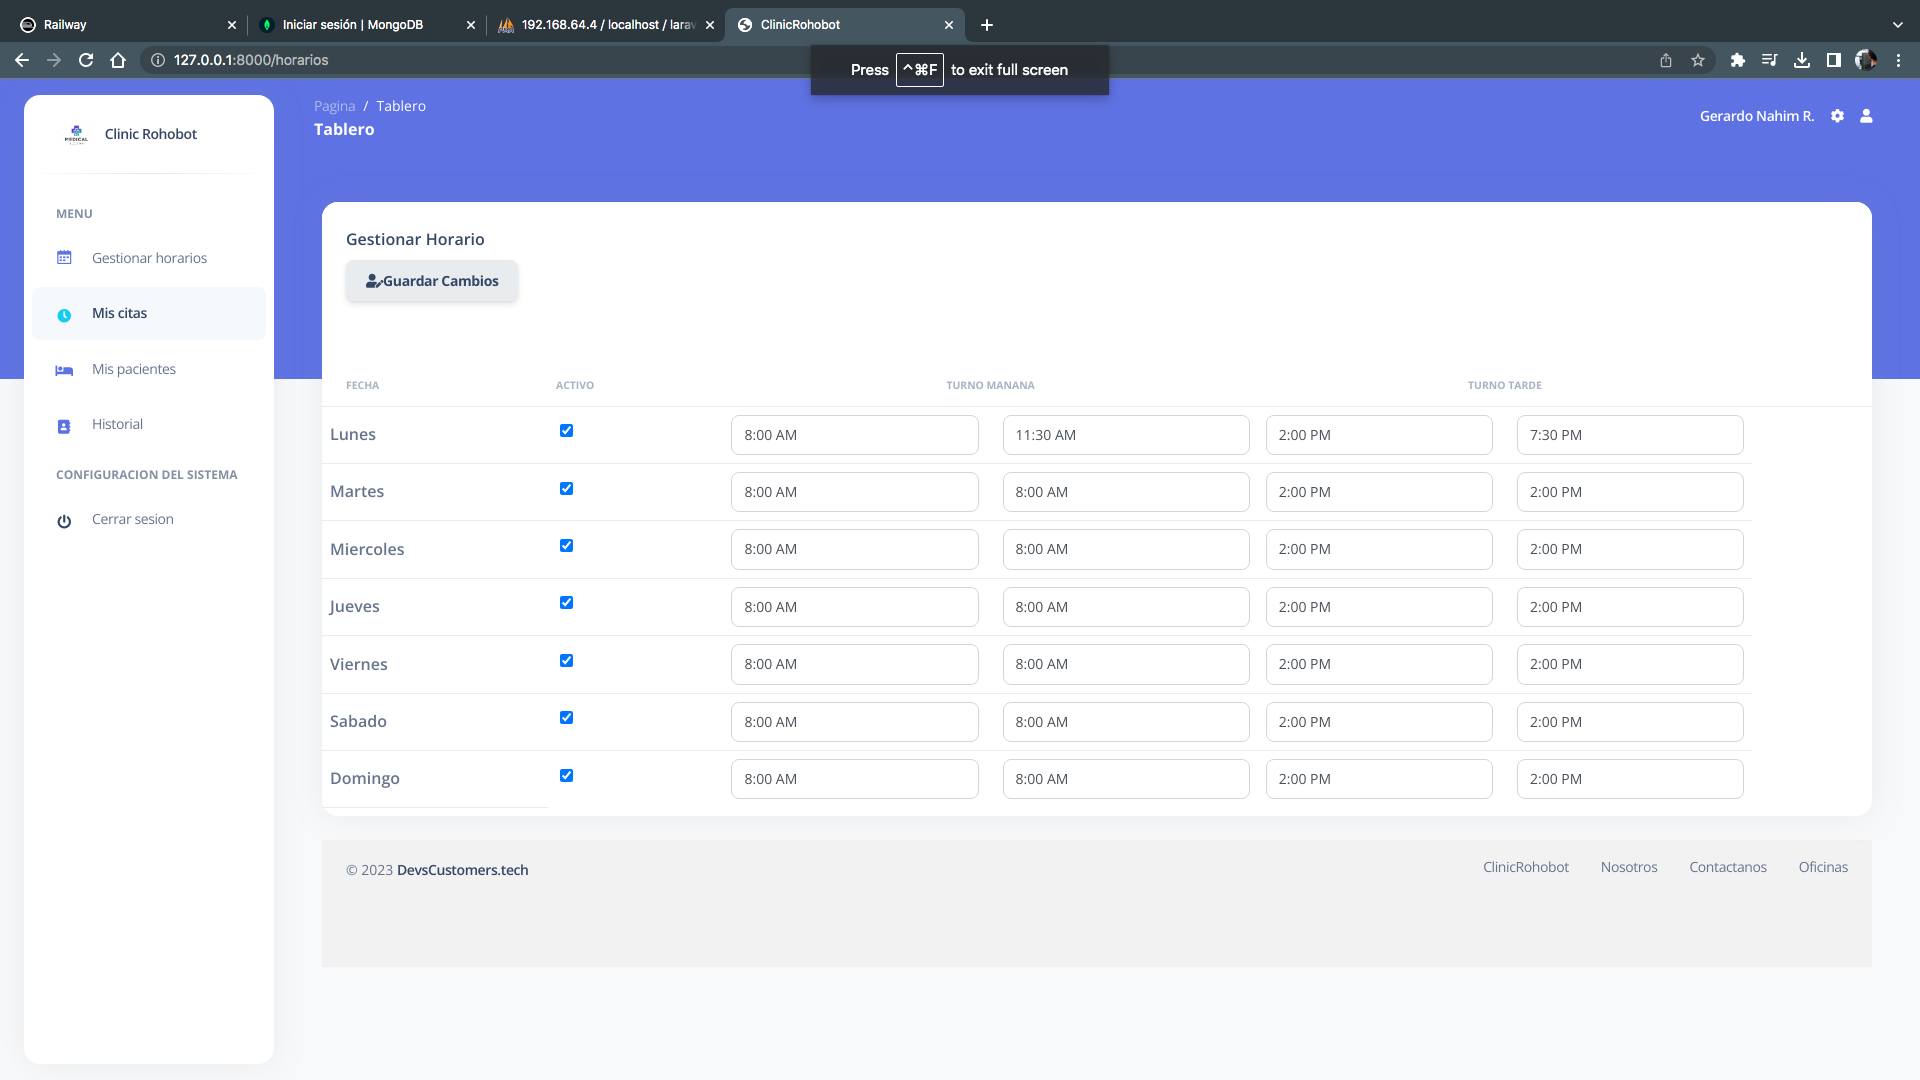 Railway
Iniciar sesión | MongoDB
192.168.64.4 / localhost / larav
ClinicRohobot
127.0.0.1:8000/horarios
Press ^⌘F to exit full screen
Clinic Rohobot
MEDICAL
MENU
Gestionar horarios
Mis citas
Mis pacientes
Historial
CONFIGURACION DEL SISTEMA
Cerrar sesion
Pagina / Tablero
Tablero
Gerardo Nahim R.
Gestionar Horario
Guardar Cambios
FECHA ACTIVO TURNO MANANA TURNO TARDE
Lunes 8:00 AM 11:30 AM 2:00 PM 7:30 PM
Martes 8:00 AM 8:00 AM 2:00 PM 2:00 PM
Miercoles 8:00 AM 8:00 AM 2:00 PM 2:00 PM
Jueves 8:00 AM 8:00 AM 2:00 PM 2:00 PM
Viernes 8:00 AM 8:00 AM 2:00 PM 2:00 PM
Sabado 8:00 AM 8:00 AM 2:00 PM 2:00 PM
Domingo 8:00 AM 8:00 AM 2:00 PM 2:00 PM
© 2023 DevsCustomers.tech
ClinicRohobot Nosotros Contactanos Oficinas